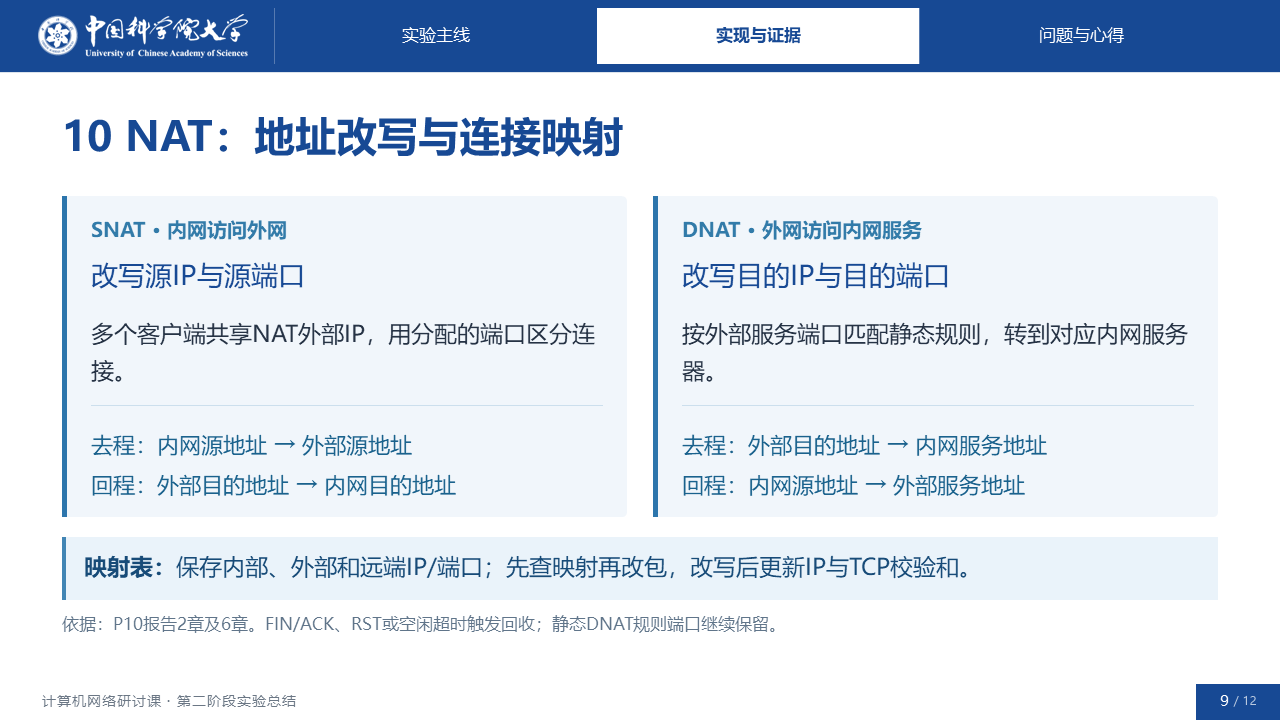 中国科学院大学
University of Chinese Academy of Sciences
实验主线
实现与证据
问题与心得
10 NAT：地址改写与连接映射
SNAT · 内网访问外网
改写源IP与源端口
多个客户端共享NAT外部IP，用分配的端口区分连
接。
去程：内网源地址 → 外部源地址
回程：外部目的地址 → 内网目的地址
DNAT · 外网访问内网服务
改写目的IP与目的端口
按外部服务端口匹配静态规则，转到对应内网服务
器。
去程：外部目的地址 → 内网服务地址
回程：内网源地址 → 外部服务地址
映射表：保存内部、外部和远端IP/端口；先查映射再改包，改写后更新IP与TCP校验和。
依据：P10报告2章及6章。FIN/ACK、RST或空闲超时触发回收；静态DNAT规则端口继续保留。
计算机网络研讨课 · 第二阶段实验总结
9 / 12